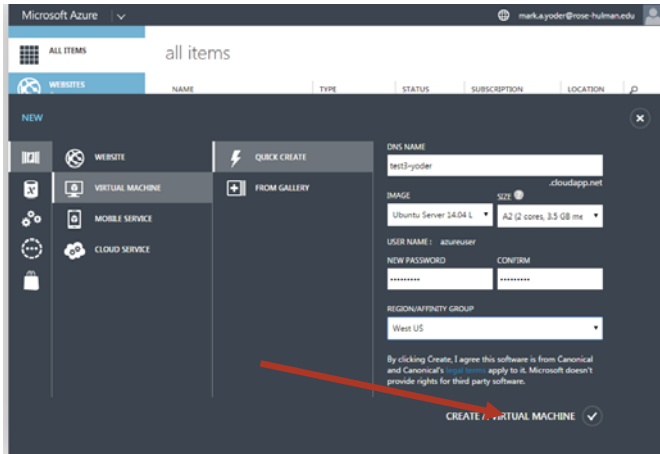 Microsoft Azure
mark.a.yoder@rose-hulman.edu
ALL ITEMS
all items
WEBSITES
NAME TYPE STATUS SUBSCRIPTION LOCATION
NEW
WEBSITE
VIRTUAL MACHINE
MOBILE SERVICE
CLOUD SERVICE
QUICK CREATE
FROM GALLERY
DNS NAME
test3-yoder
.cloudapp.net
IMAGE SIZE
Ubuntu Server 14.04 L A2 (2 cores, 3.5 GB me
USER NAME : azureuser
NEW PASSWORD CONFIRM
REGION/AFFINITY GROUP
West US
By clicking Create, I agree this software is from Canonical
and Canonical's legal terms apply to it. Microsoft doesn't
provide rights for third party software.
CREATE A VIRTUAL MACHINE